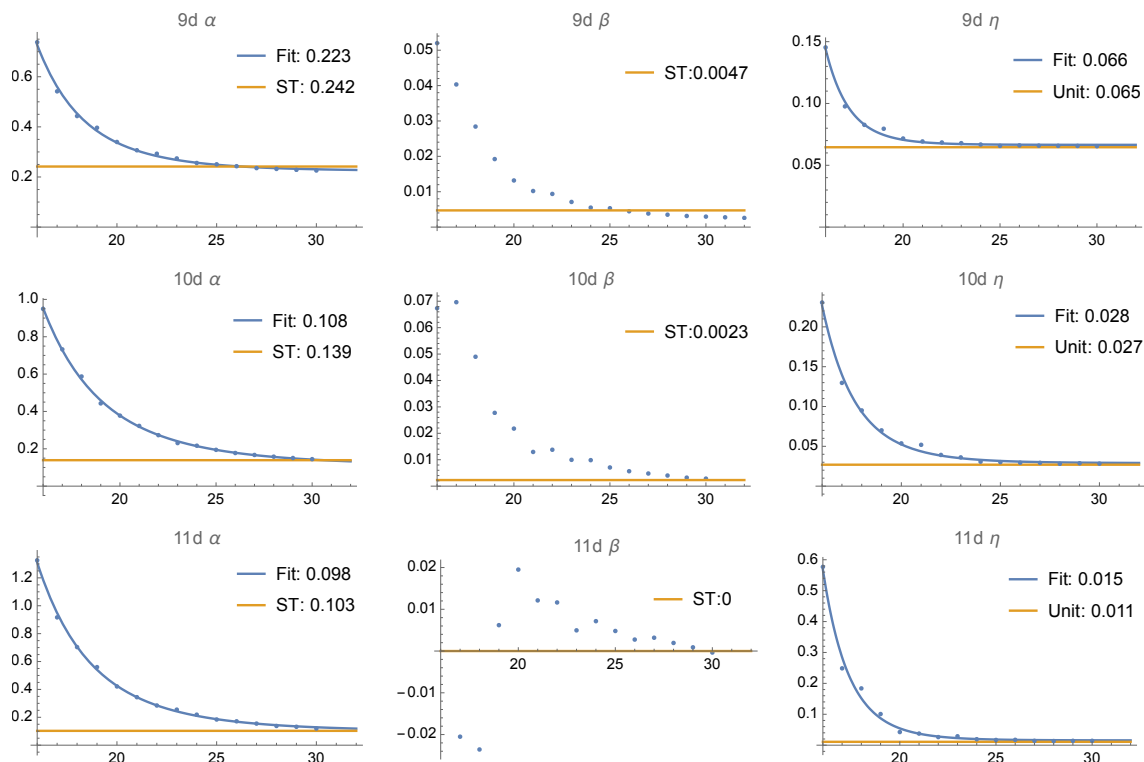 9d α
Fit: 0.223
ST: 0.242
0.6
0.4
0.2
20
25
30
9d β
ST:0.0047
0.05
0.04
0.03
0.02
0.01
20
25
30
9d η
Fit: 0.066
Unit: 0.065
0.15
0.10
0.05
20
25
30
10d α
Fit: 0.108
ST: 0.139
1.0
0.8
0.6
0.4
0.2
20
25
30
10d β
ST:0.0023
0.07
0.06
0.05
0.04
0.03
0.02
0.01
20
25
30
10d η
Fit: 0.028
Unit: 0.027
0.20
0.15
0.10
0.05
20
25
30
11d α
Fit: 0.098
ST: 0.103
1.2
1.0
0.8
0.6
0.4
0.2
20
25
30
11d β
ST:0
0.02
0.01
−0.01
−0.02
20
25
30
11d η
Fit: 0.015
Unit: 0.011
0.6
0.5
0.4
0.3
0.2
0.1
20
25
30